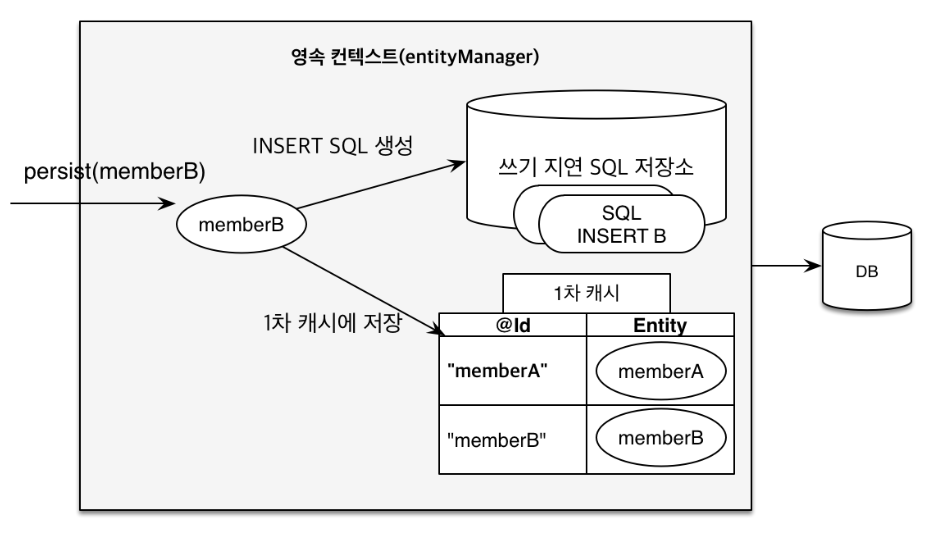 영속 컨텍스트(entityManager)
INSERT SQL 생성
persist(memberB)
쓰기 지연 SQL 저장소
memberB
SQL
INSERT B
DB
1차 캐시
1차 캐시에 저장
@Id Entity
"memberA" memberA
"memberB" memberB